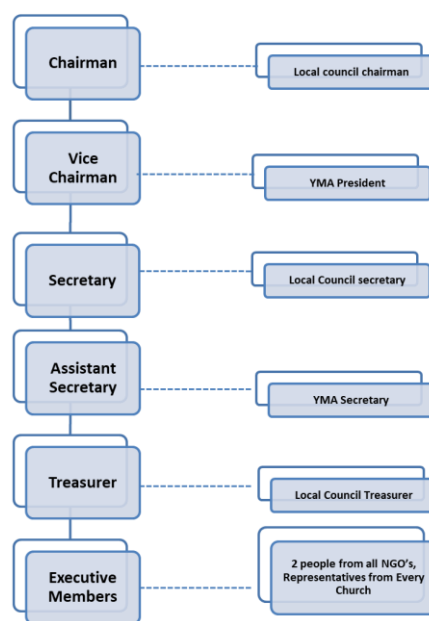 Chairman
Local council chairman
Vice
Chairman
YMA President
Secretary
Local Council secretary
Assistant
Secretary
YMA Secretary
Treasurer
Local Council Treasurer
Executive
Members
2 people from all NGO's,
Representatives from Every
Church